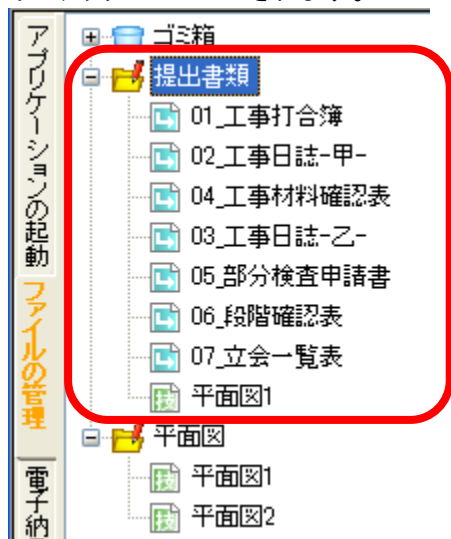 アプリケーションの起動
ファイルの管理
電子納
ゴミ箱
提出書類
01_工事打合簿
02_工事日誌-甲-
04_工事材料確認表
03_工事日誌-乙-
05_部分検査申請書
06_段階確認表
07_立会一覧表
技 平面図1
平面図
技 平面図1
技 平面図2